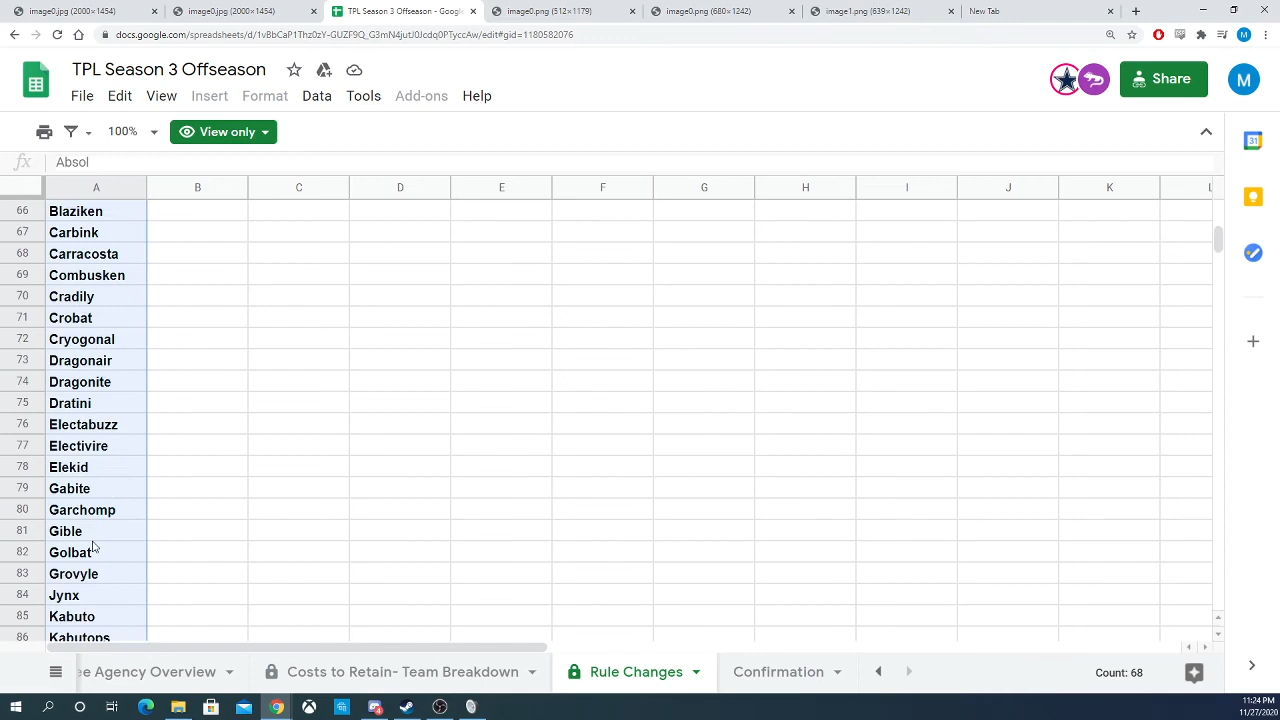 image0.jpg (2000×1454)
image0.jpg (2000×1454)
TPL Season 3 Offseason - Google
image0.png (512×1179)
image0.png (680×1242)
image1.png (639×1242)
New Tab
docs.google.com/spreadsheets/d/1vBbCaP1Thz0zY-GUZF9Q_G3mN4jutJ0Jcdq0PTyccAw/edit#gid=1180582076
M
TPL Season 3 Offseason
Share
M
File Edit View Insert Format Data Tools Add-ons Help
100% View only
31
fx Absol
A B C D E F G H I J K L
66 Blaziken
67 Carbink
68 Carracosta
69 Combusken
70 Cradily
71 Crobat
72 Cryogonal
73 Dragonair
74 Dragonite
75 Dratini
76 Electabuzz
77 Electivire
78 Elekid
79 Gabite
80 Garchomp
81 Gible
82 Golbat
83 Grovyle
84 Jynx
85 Kabuto
86 Kabutops
ee Agency Overview Costs to Retain- Team Breakdown Rule Changes Confirmation Count: 68
11:24 PM
11/27/2020